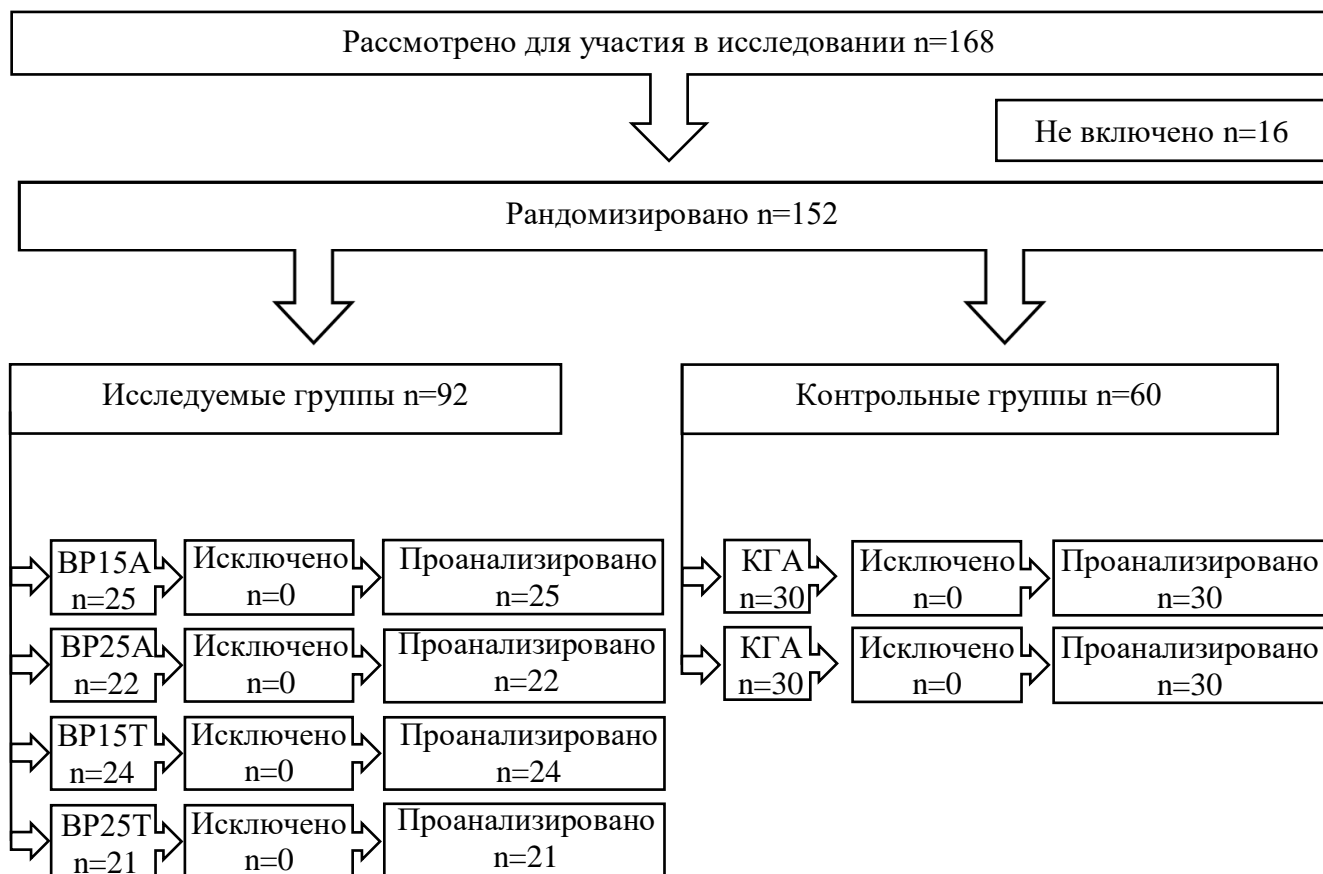 Рассмотрено для участия в исследовании n=168
Не включено n=16
Рандомизировано n=152
Исследуемые группы n=92
Контрольные группы n=60
ВР15А
n=25
Исключено
n=0
Проанализировано
n=25
КГА
n=30
Исключено
n=0
Проанализировано
n=30
ВР25А
n=22
Исключено
n=0
Проанализировано
n=22
КГА
n=30
Исключено
n=0
Проанализировано
n=30
ВР15Т
n=24
Исключено
n=0
Проанализировано
n=24
ВР25Т
n=21
Исключено
n=0
Проанализировано
n=21